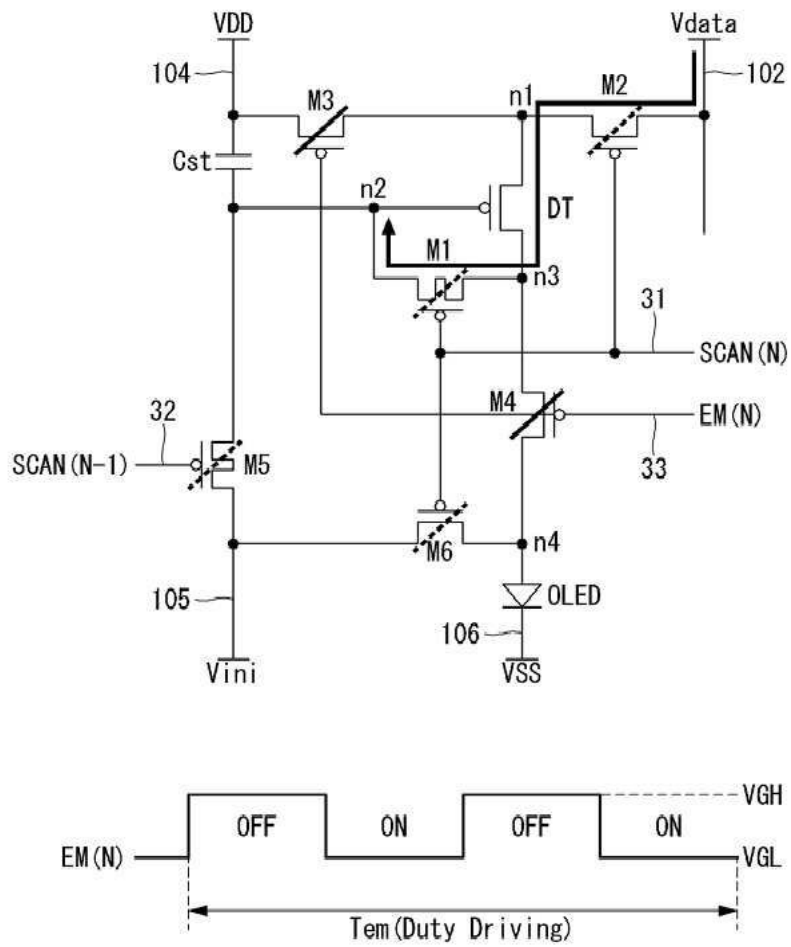 VDD
Vdata
104
102
M3
n1
M2
Cst
n2
DT
M1
n3
31
SCAN(N)
32
M4
EM(N)
SCAN(N-1)
M5
33
M6
n4
105
OLED
106
Vini
VSS
VGH
OFF
ON
OFF
ON
EM(N)
VGL
Tem(Duty Driving)